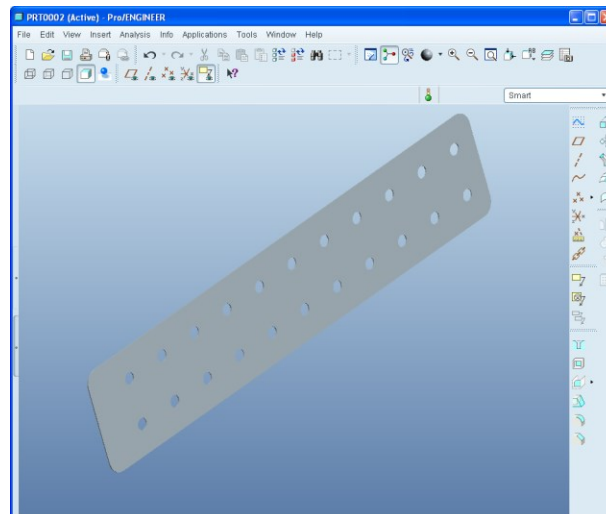 PRT0002 (Active) - Pro/ENGINEER
File Edit View Insert Analysis Info Applications Tools Window Help
Smart